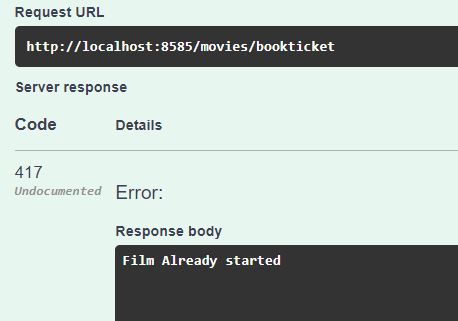 Request URL
http://localhost:8585/movies/bookticket
Server response
Code Details
417
Undocumented
Error:
Response body
Film Already started